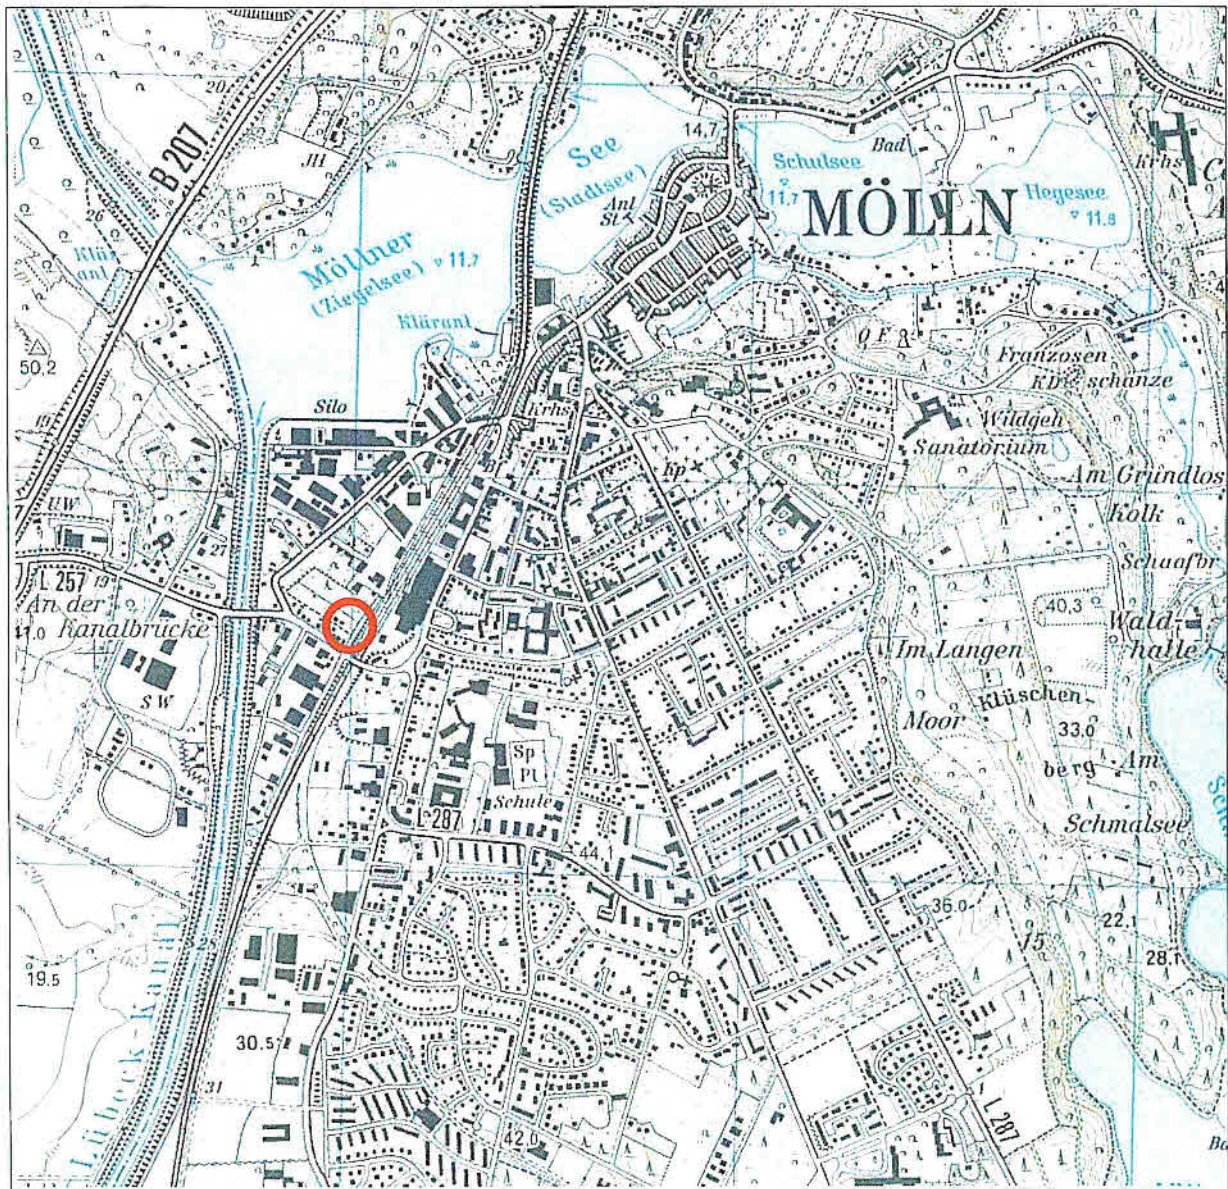 20
B 207
JH
See
(Stadtsee)
14.7
Bad
Schulsee
11.7
MÖLLN
Krhs
Hegesee
11.8
26
Klär
anl
Anl
St
Möllner
(Ziegelsee) 11.7
Kläranl
50,2
Silo
Krhs
Franzosen
schanze
Wildgeh
Sanatorium
Kp
Am Gründlos
Kolk
UW
27
L 257
An der
Kanalbrücke
Schaafbr
40,3
Wald-
halle
Im Langen
Moor
Klüschen-
33.0
berg
Am
Schmalsee
SW
Sp
Pl
Schule
L 287
44
36.0
22.1
28.1
19.5
Lübeck-Kanal
30.5
31
42.0
L 287